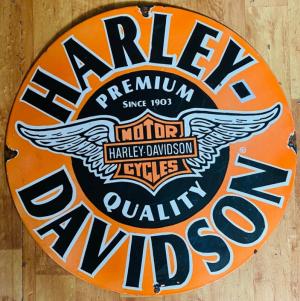 HARLEY-
PREMIUM
SINCE 1903
MOTOR
HARLEY-DAVIDSON
CYCLES
®
QUALITY
DAVIDSON